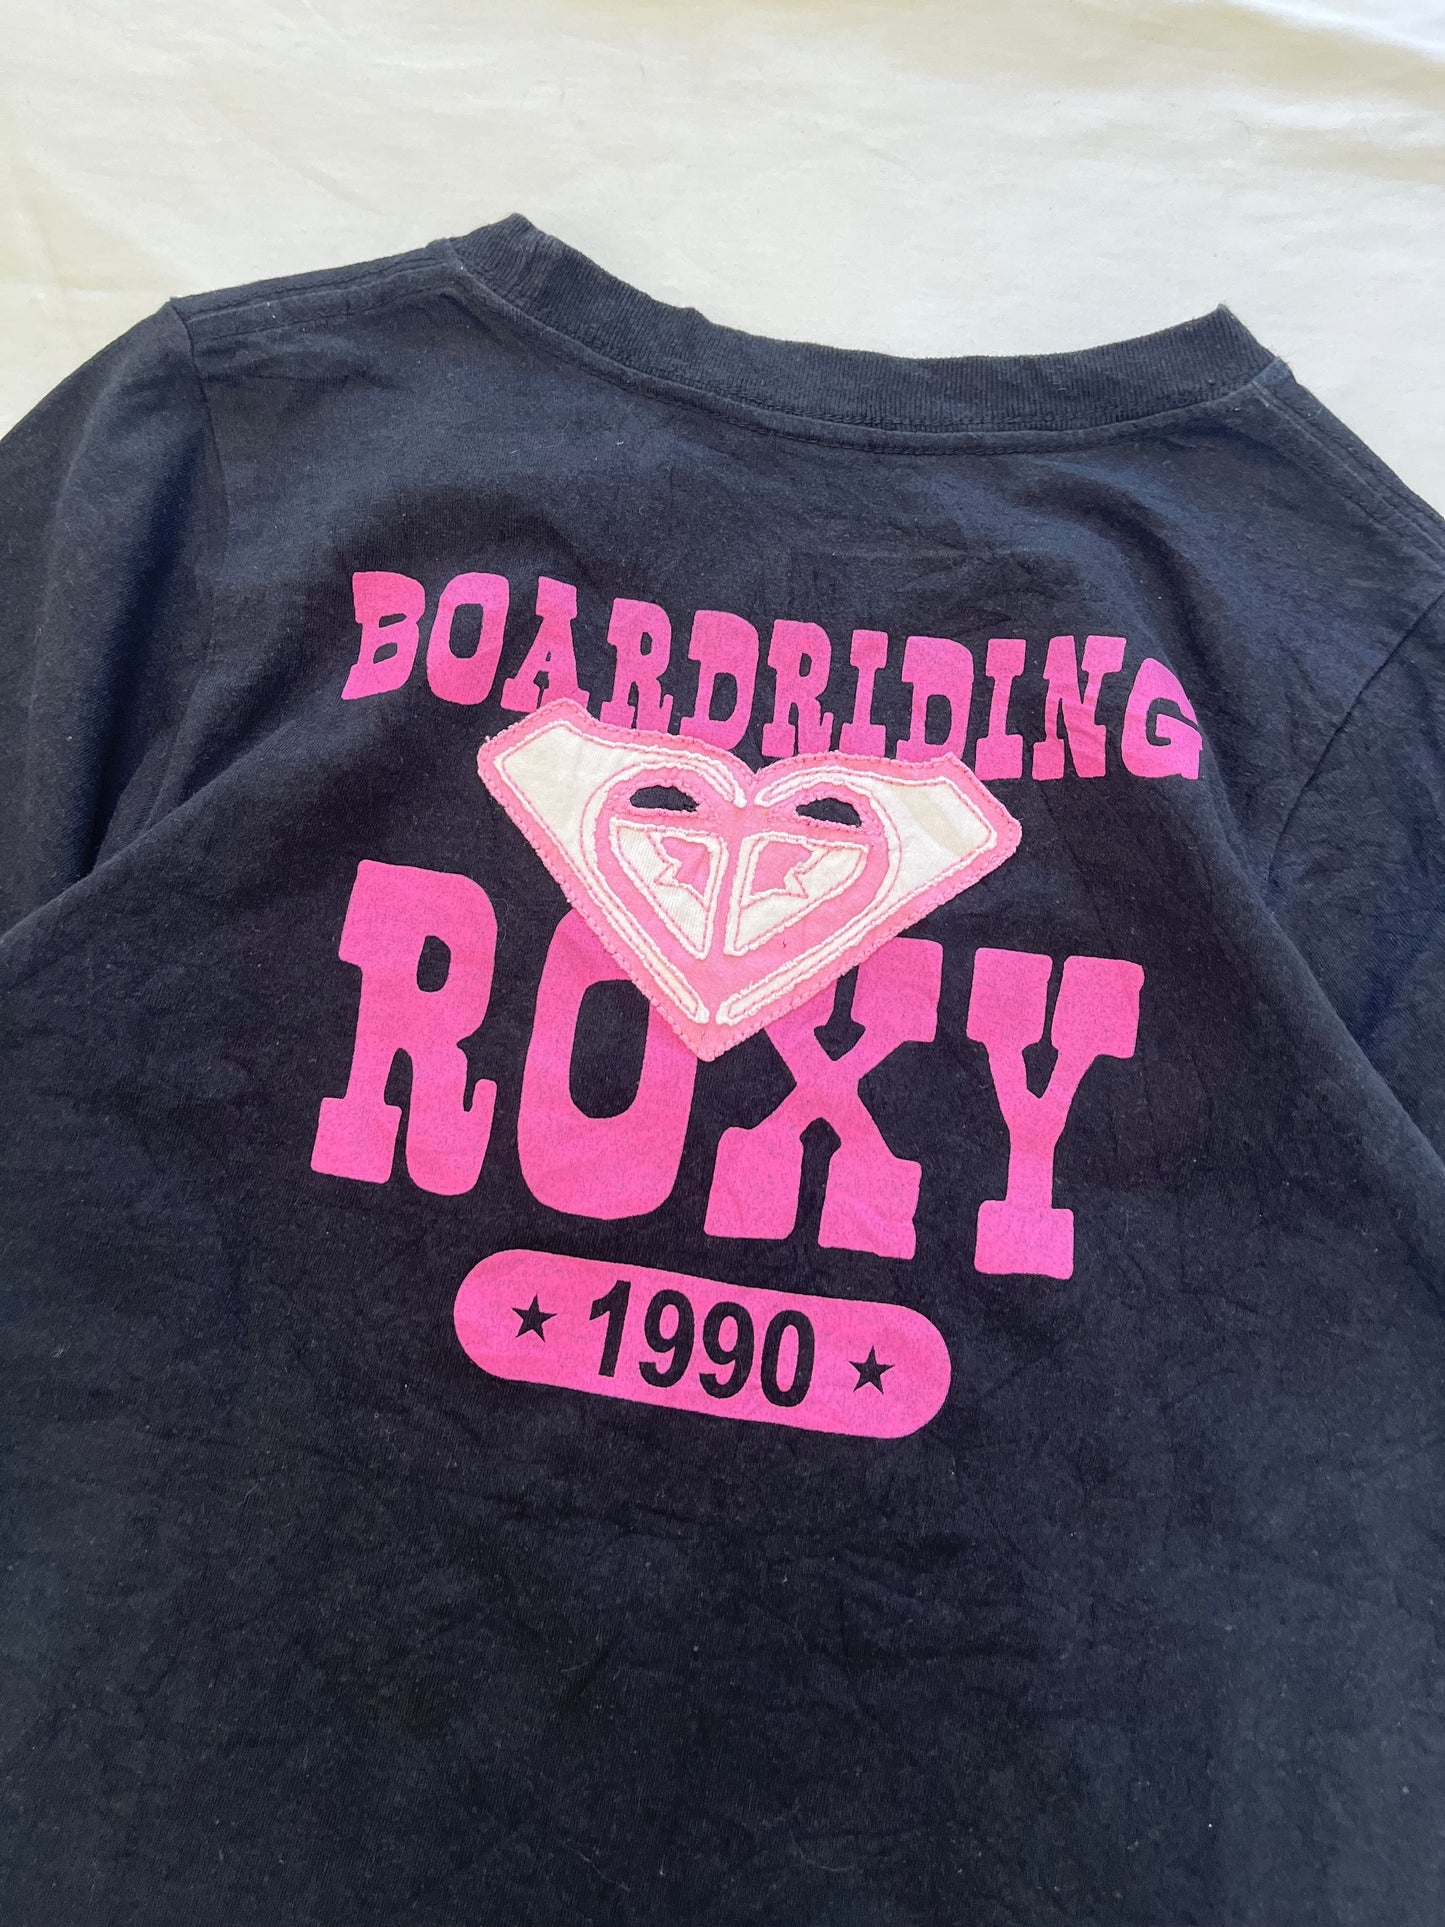 BOARDRIDING
ROXY
★ 1990 ★